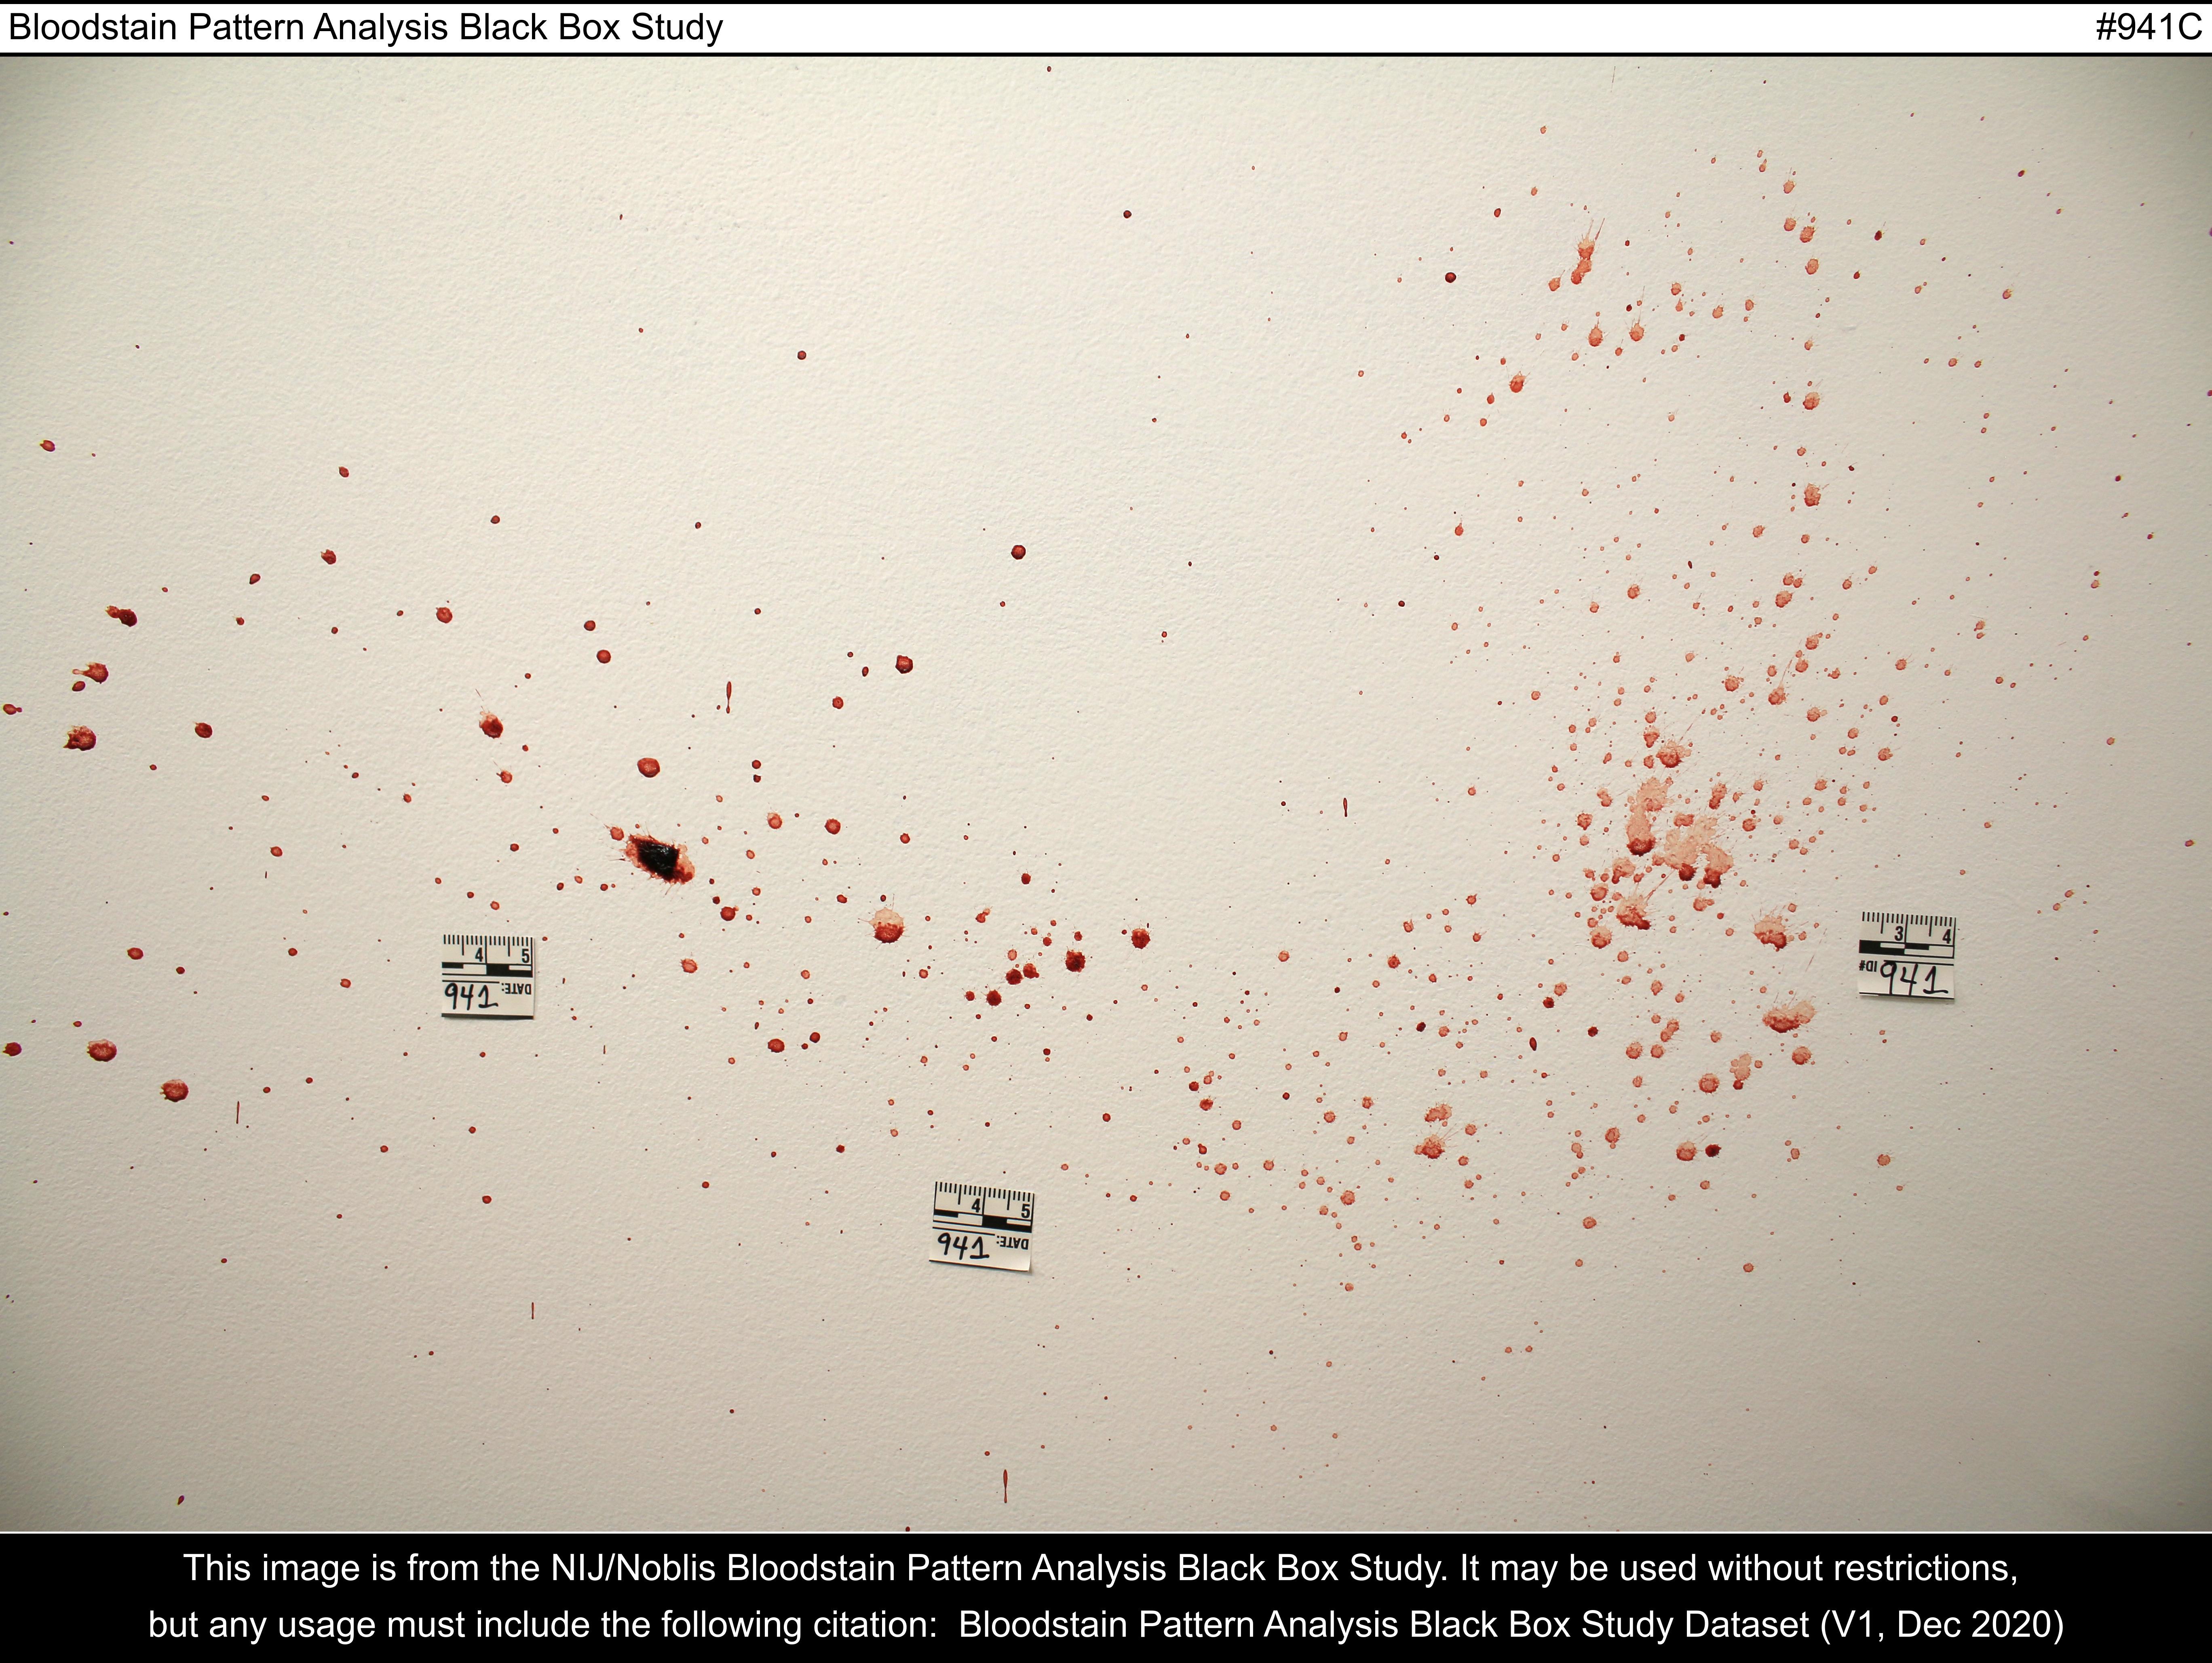 Bloodstain Pattern Analysis Black Box Study #941C
3 4
ID# 941
4 5
941 DATE:
4 5
941 DATE:
This image is from the NIJ/Noblis Bloodstain Pattern Analysis Black Box Study. It may be used without restrictions,
but any usage must include the following citation: Bloodstain Pattern Analysis Black Box Study Dataset (V1, Dec 2020)